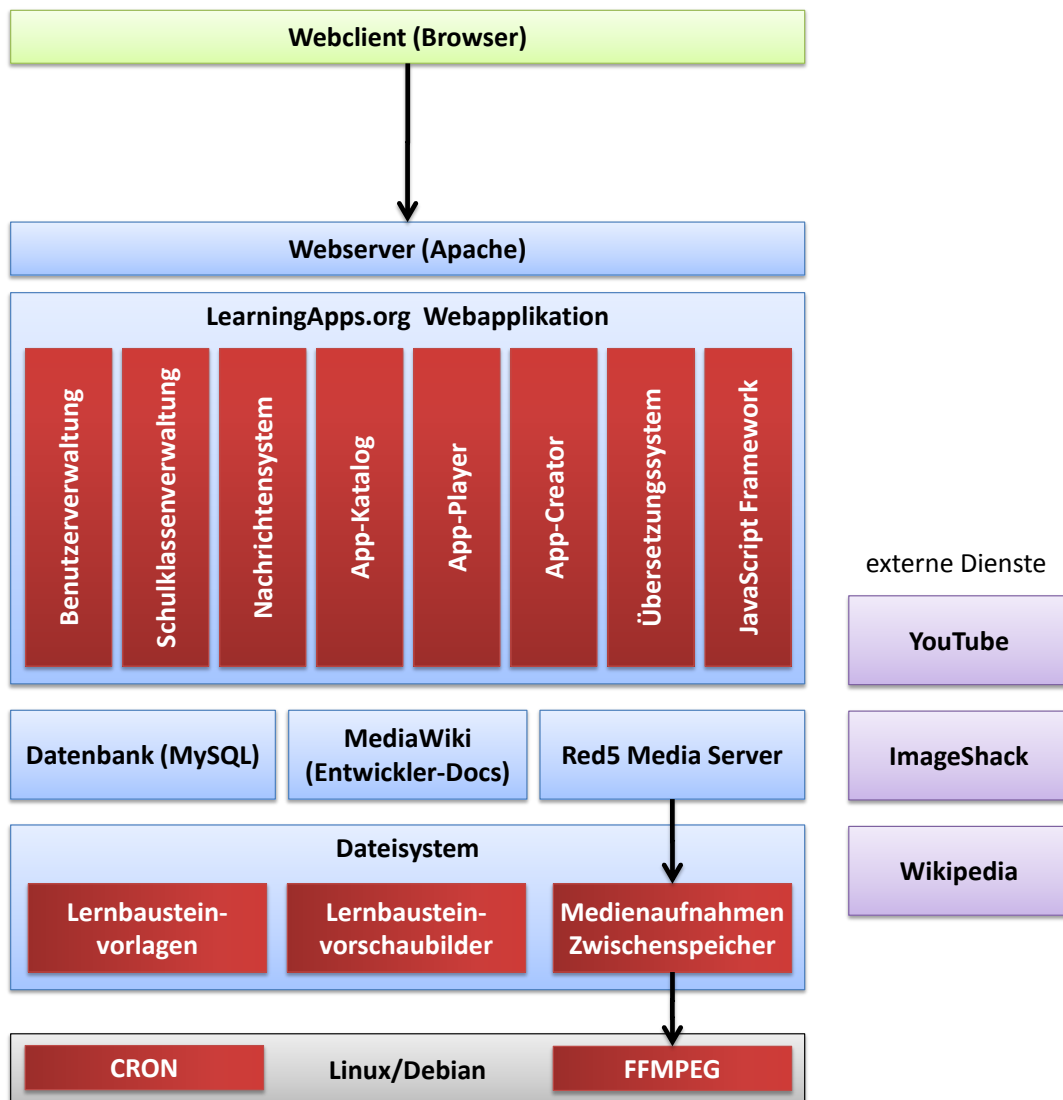 Webclient (Browser)
Webserver (Apache)
LearningApps.org Webapplikation
Benutzerverwaltung
Schulklassenverwaltung
Nachrichtensystem
App-Katalog
App-Player
App-Creator
Übersetzungssystem
JavaScript Framework
externe Dienste
YouTube
ImageShack
Wikipedia
Datenbank (MySQL)
MediaWiki
(Entwickler-Docs)
Red5 Media Server
Dateisystem
Lernbaustein-
vorlagen
Lernbaustein-
vorschaubilder
Medienaufnahmen
Zwischenspeicher
CRON
Linux/Debian
FFMPEG